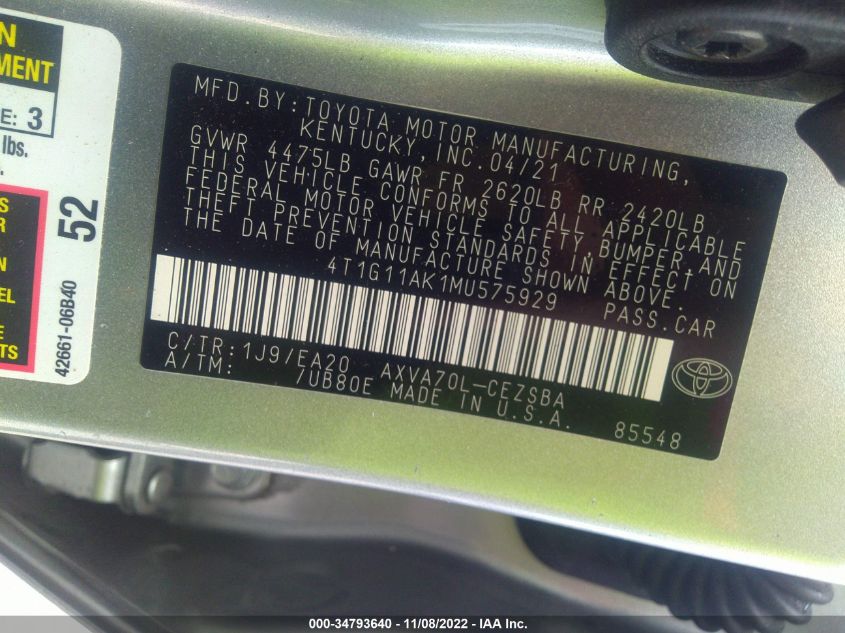 N
MENT
E: 3
lbs.
S
R
N
EL
E
TS
52
42661-06B40
MFD.BY:TOYOTA MOTOR MANUFACTURING,
KENTUCKY,INC.04/21
GVWR 4475LB GAWR FR 2620LB RR 2420LB
THIS VEHICLE CONFORMS TO ALL APPLICABLE
FEDERAL MOTOR VEHICLE SAFETY,BUMPER,AND
THEFT PREVENTION STANDARDS IN EFFECT ON
THE DATE OF MANUFACTURE SHOWN ABOVE.
4T1G11AK1MU575929 PASS.CAR
C/TR:1J9/EA20 AXVA70L-CEZSBA
A/TM: /UB80E MADE IN U.S.A.
85548
000-34793640 - 11/08/2022 - IAA Inc.